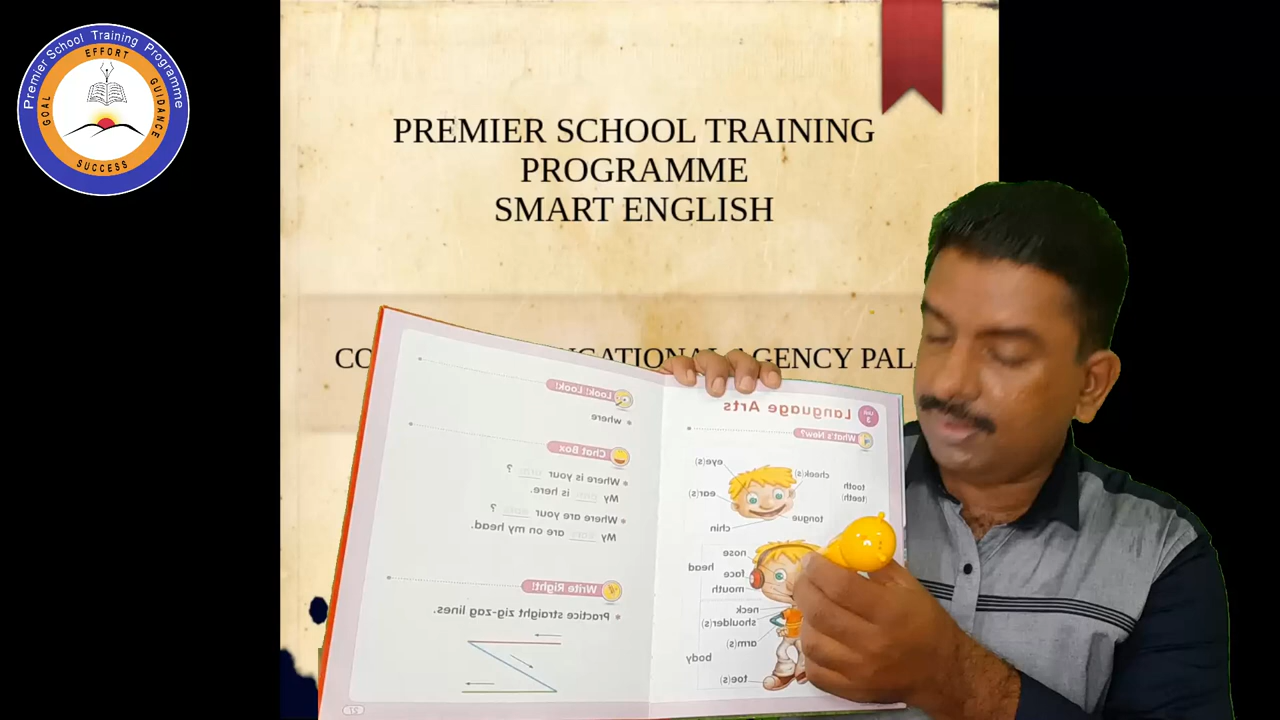 Premier School Training Programme
EFFORT
GOAL
GUIDANCE
SUCCESS
PREMIER SCHOOL TRAINING
PROGRAMME
SMART ENGLISH
AGENCY
Unit 3
Language Arts
What's New?
eye(s)
cheek(s)
tooth
(teeth)
ear(s)
tongue
chin
nose
head
face
mouth
neck
shoulder(s)
arm(s)
body
toe(s)
Look! Look!
• where
Chat Box
• Where is your ?
My is here.
• Where are your ?
My are on my head.
Write Right!
• Practice straight zig-zag lines.